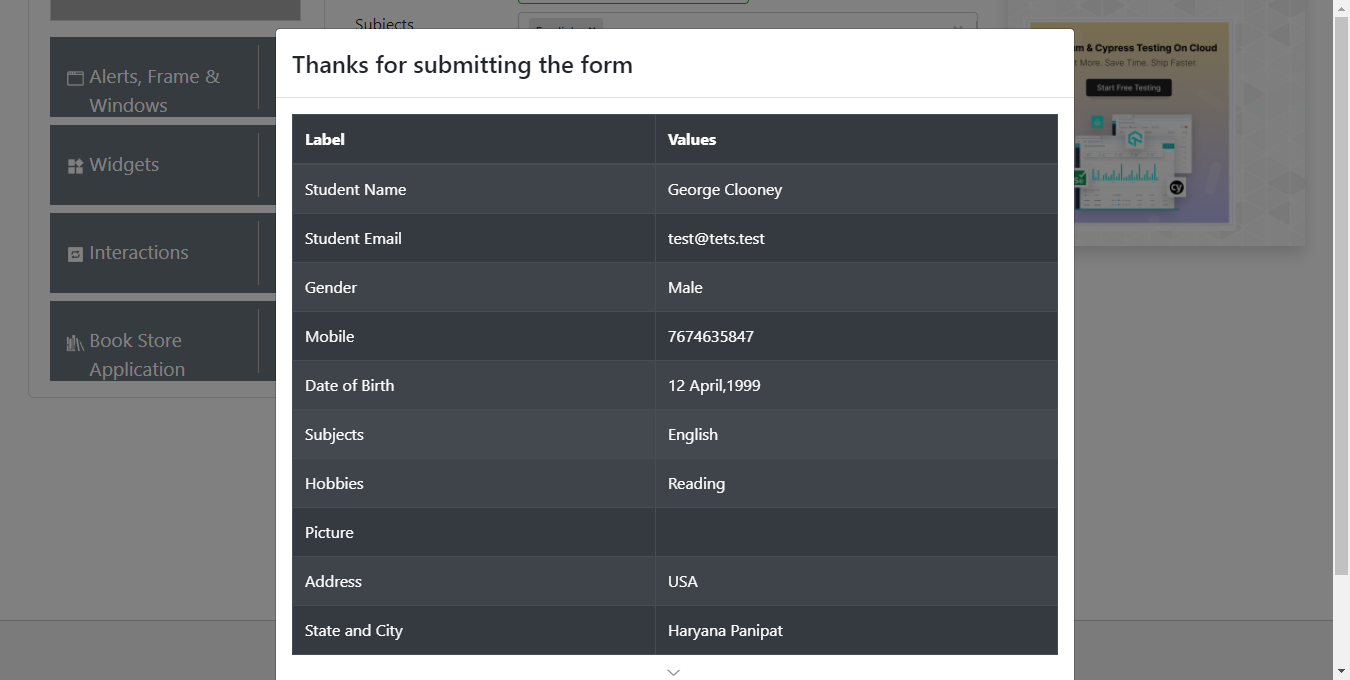 Subjects
Thanks for submitting the form
Label Values
Student Name George Clooney
Student Email test@tets.test
Gender Male
Mobile 7674635847
Date of Birth 12 April,1999
Subjects English
Hobbies Reading
Picture
Address USA
State and City Haryana Panipat
Alerts, Frame &
Windows
Widgets
Interactions
Book Store
Application
& Cypress Testing On Cloud
More. Save Time. Ship Faster.
Start Free Testing
cy